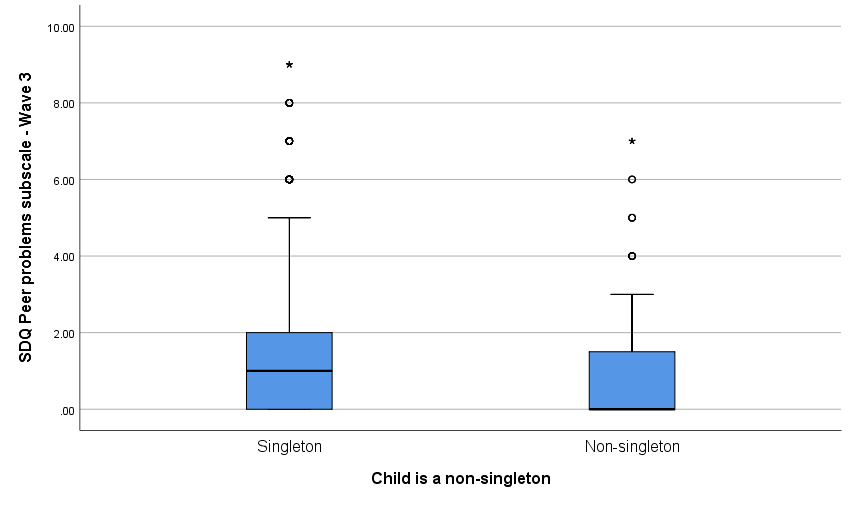 10.00
8.00
6.00
4.00
2.00
.00
SDQ Peer problems subscale - Wave 3
Singleton
Non-singleton
Child is a non-singleton